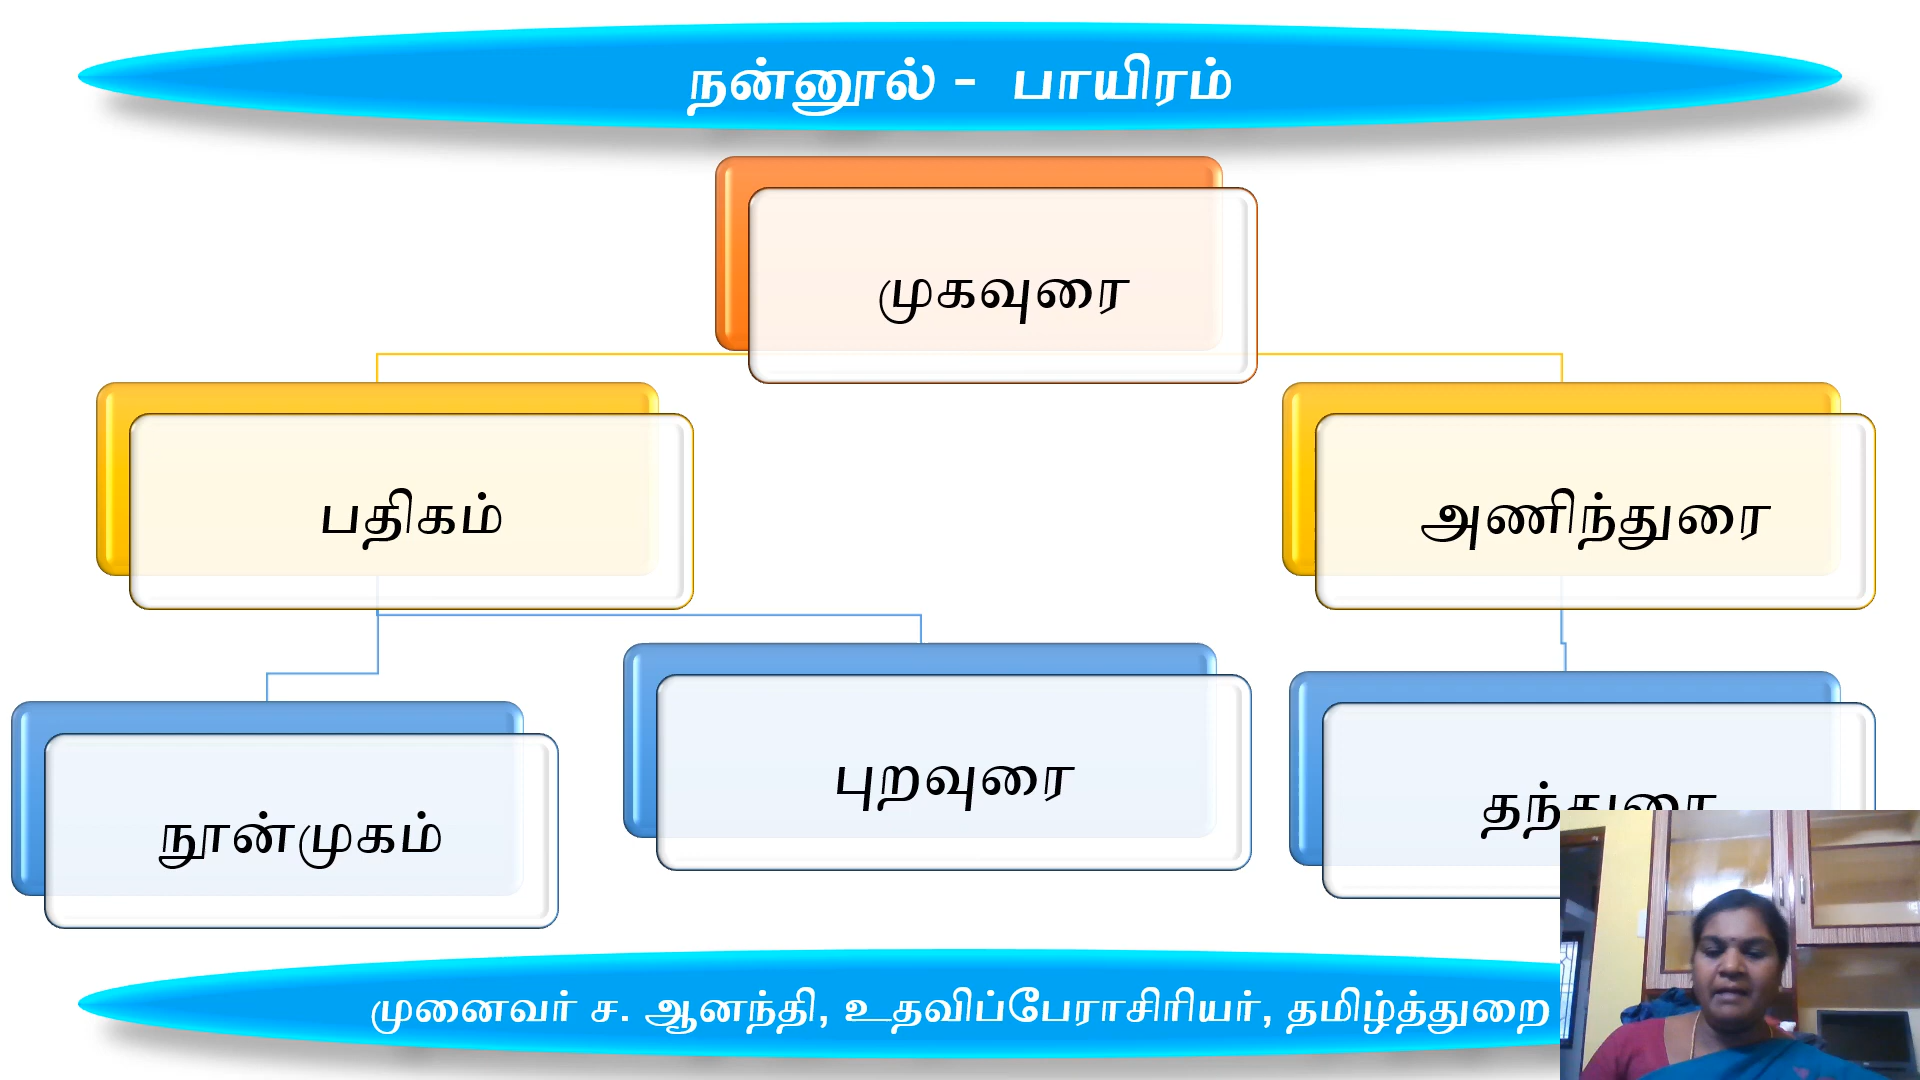 நன்னூல் - பாயிரம்
முகவுரை
பதிகம்
அணிந்துரை
நூன்முகம்
புறவுரை
முனைவர் ச. ஆனந்தி, உதவிப்பேராசிரியர், தமிழ்த்துறை